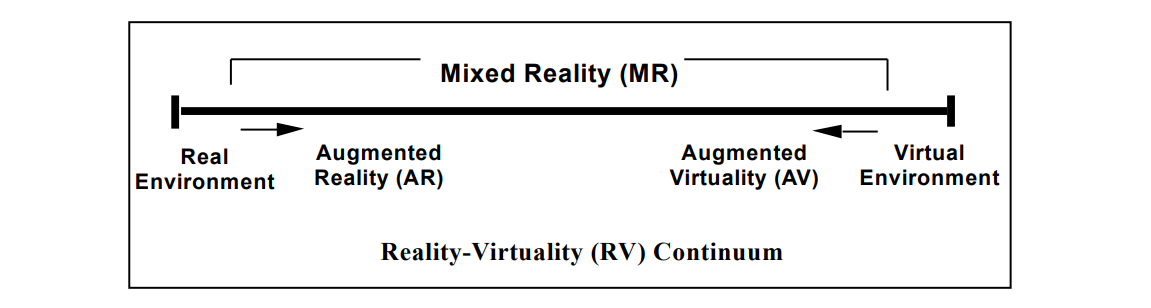 Mixed Reality (MR)
Real
Environment
Augmented
Reality (AR)
Augmented
Virtuality (AV)
Virtual
Environment
Reality-Virtuality (RV) Continuum